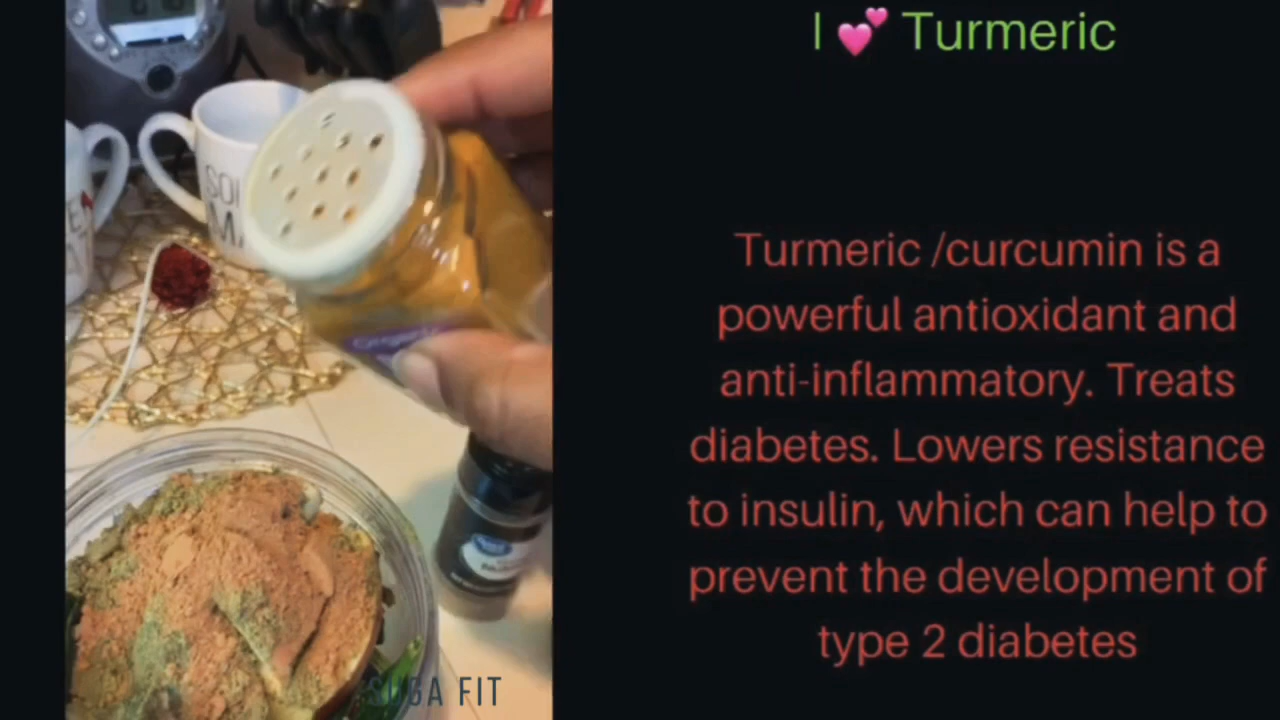 I 💕 Turmeric
Turmeric /curcumin is a
powerful antioxidant and
anti-inflammatory. Treats
diabetes. Lowers resistance
to insulin, which can help to
prevent the development of
type 2 diabetes
SUGA FIT